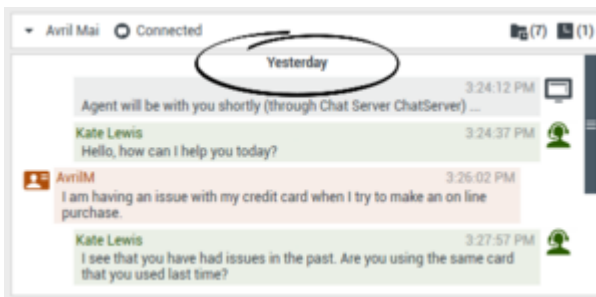 Avril Mai Connected (7) (1)
Yesterday
3:24:12 PM
Agent will be with you shortly (through Chat Server ChatServer) ...
Kate Lewis 3:24:37 PM
Hello, how can I help you today?
AvrilM 3:26:02 PM
I am having an issue with my credit card when I try to make an on line
purchase.
Kate Lewis 3:27:57 PM
I see that you have had issues in the past. Are you using the same card
that you used last time?